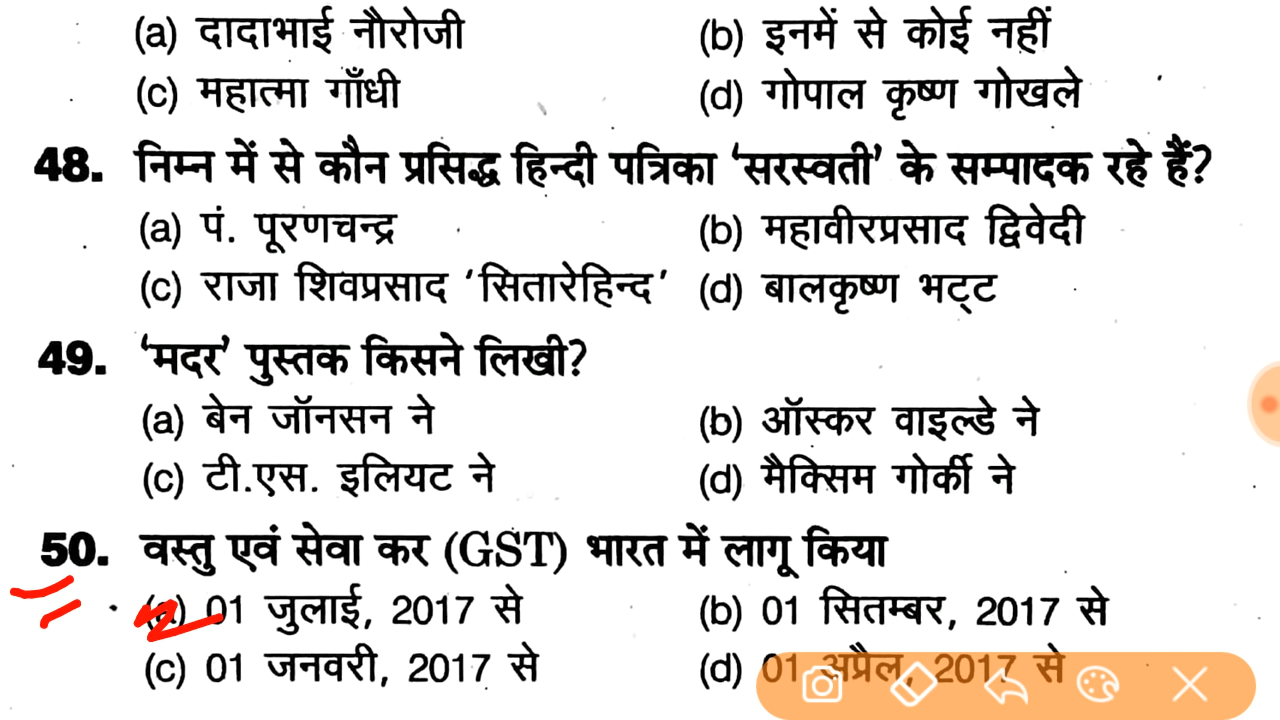 (a) दादाभाई नौरोजी (b) इनमें से कोई नहीं
(c) महात्मा गाँधी (d) गोपाल कृष्ण गोखले
48. निम्न में से कौन प्रसिद्ध हिन्दी पत्रिका ‘सरस्वती’ के सम्पादक रहे हैं?
(a) पं. पूरणचन्द्र (b) महावीरप्रसाद द्विवेदी
(c) राजा शिवप्रसाद ‘सितारेहिन्द’ (d) बालकृष्ण भट्ट
49. ‘मदर’ पुस्तक किसने लिखी?
(a) बेन जॉनसन ने (b) ऑस्कर वाइल्डे ने
(c) टी.एस. इलियट ने (d) मैक्सिम गोर्की ने
50. वस्तु एवं सेवा कर (GST) भारत में लागू किया
(a) 01 जुलाई, 2017 से (b) 01 सितम्बर, 2017 से
(c) 01 जनवरी, 2017 से (d) 01 अप्रैल, 2017 से